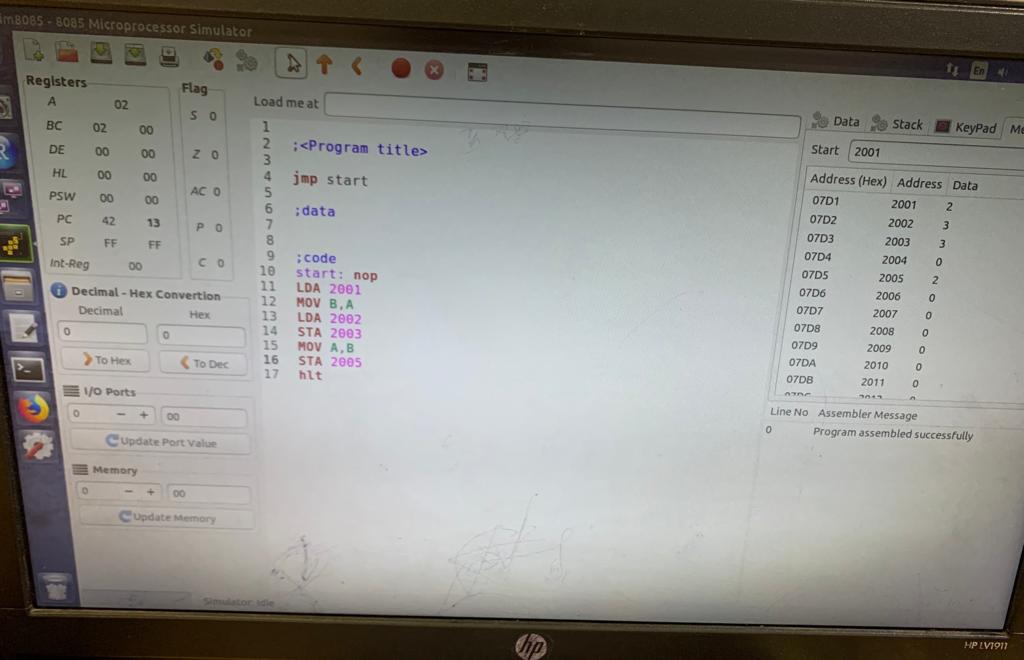 im8085 - 8085 Microprocessor Simulator
Registers
A 02
BC 02 00
DE 00 00
HL 00 00
PSW 00 00
PC 42 13
SP FF FF
Int-Reg 00
Flag
S 0
Z 0
AC 0
P 0
C 0
Decimal - Hex Convertion
Decimal Hex
0 0
To Hex To Dec
I/O Ports
0 − + 00
Update Port Value
Memory
0 − + 00
Update Memory
Simulator: Idle
Load me at
1
2 ;<Program title>
3
4 jmp start
5
6 ;data
7
8
9 ;code
10 start: nop
11 LDA 2001
12 MOV B,A
13 LDA 2002
14 STA 2003
15 MOV A,B
16 STA 2005
17 hlt
En
Data Stack KeyPad Me
Start 2001
Address (Hex) Address Data
07D1 2001 2
07D2 2002 3
07D3 2003 3
07D4 2004 0
07D5 2005 2
07D6 2006 0
07D7 2007 0
07D8 2008 0
07D9 2009 0
07DA 2010 0
07DB 2011 0
07DC 2012 0
Line No Assembler Message
0 Program assembled successfully
hp
HP LV1911